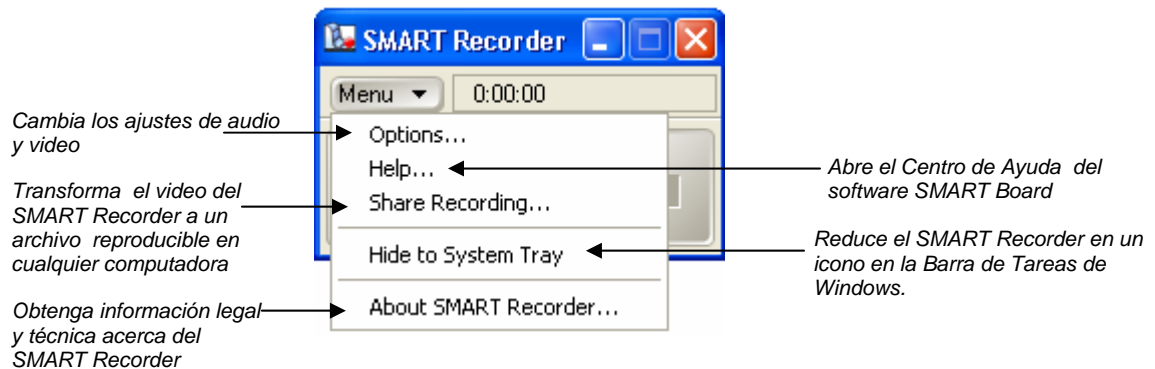 SMART Recorder
Menu 0:00:00
Options...
Help...
Share Recording...
Hide to System Tray
About SMART Recorder...
Cambia los ajustes de audio
y video
Transforma el video del
SMART Recorder a un
archivo reproducible en
cualquier computadora
Obtenga información legal
y técnica acerca del
SMART Recorder
Abre el Centro de Ayuda del
software SMART Board
Reduce el SMART Recorder en un
icono en la Barra de Tareas de
Windows.